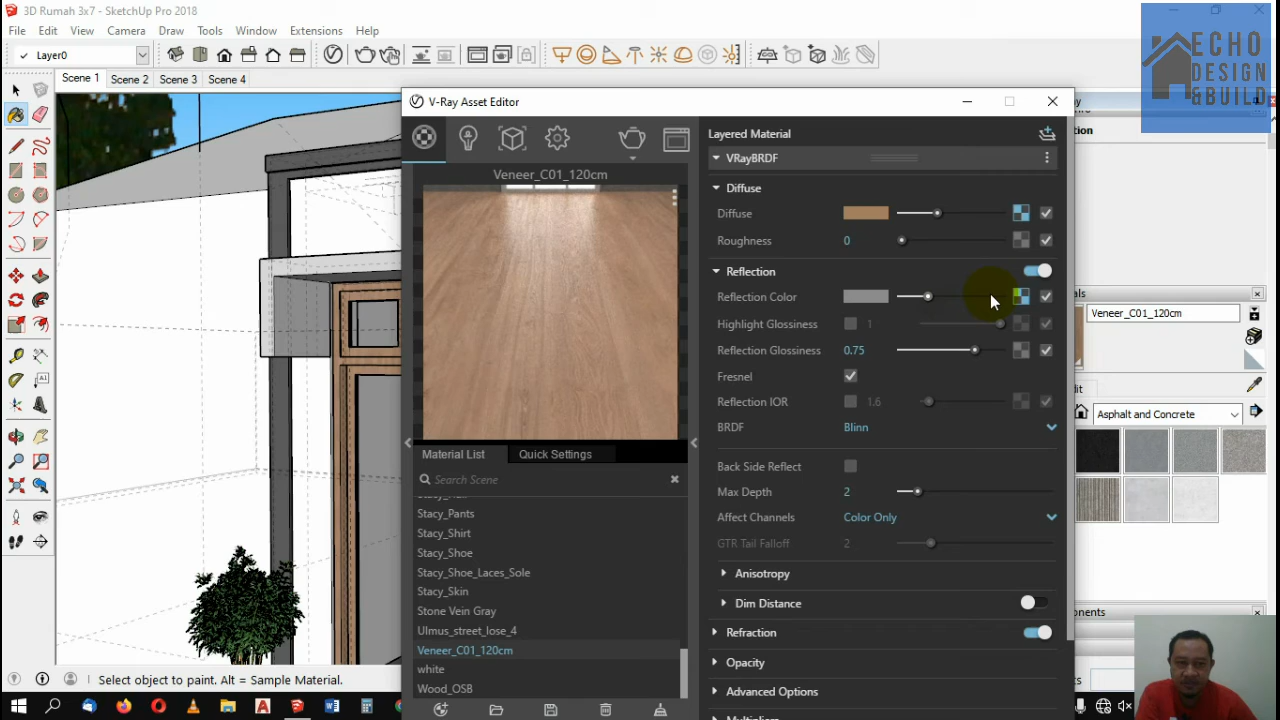 3D Rumah 3x7 - SketchUp Pro 2018
File Edit View Camera Draw Tools Window Extensions Help
Layer0
Scene 1 Scene 2 Scene 3 Scene 4
ECHO
DESIGN
&BUILD
V-Ray Asset Editor
Veneer_C01_120cm
Material List Quick Settings
Search Scene
Stacy_Pants
Stacy_Shirt
Stacy_Shoe
Stacy_Shoe_Laces_Sole
Stacy_Skin
Stone Vein Gray
Ulmus_street_lose_4
Veneer_C01_120cm
white
Wood_OSB
Layered Material
VRayBRDF
Diffuse
Diffuse
Roughness 0
Reflection
Reflection Color
Highlight Glossiness 1
Reflection Glossiness 0.75
Fresnel
Reflection IOR 1.6
BRDF Blinn
Back Side Reflect
Max Depth 2
Affect Channels Color Only
GTR Tail Falloff 2
Anisotropy
Dim Distance
Refraction
Opacity
Advanced Options
Veneer_C01_120cm
Asphalt and Concrete
Select object to paint. Alt = Sample Material.